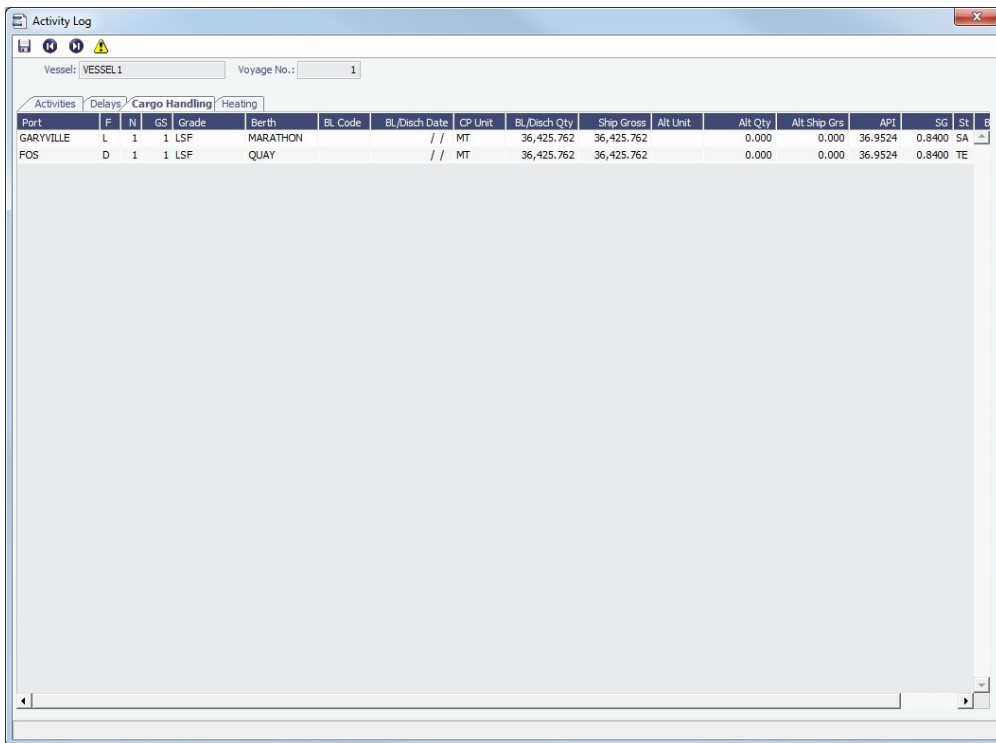 Activity Log
Vessel: VESSEL1 Voyage No.: 1
Activities Delays Cargo Handling Heating
Port F N GS Grade Berth BL Code BL/Disch Date CP Unit BL/Disch Qty Ship Gross Alt Unit Alt Qty Alt Ship Grs API SG St B
GARYVILLE L 1 1 LSF MARATHON / / MT 36,425.762 36,425.762 0.000 0.000 36.9524 0.8400 SA
FOS D 1 1 LSF QUAY / / MT 36,425.762 36,425.762 0.000 0.000 36.9524 0.8400 TE